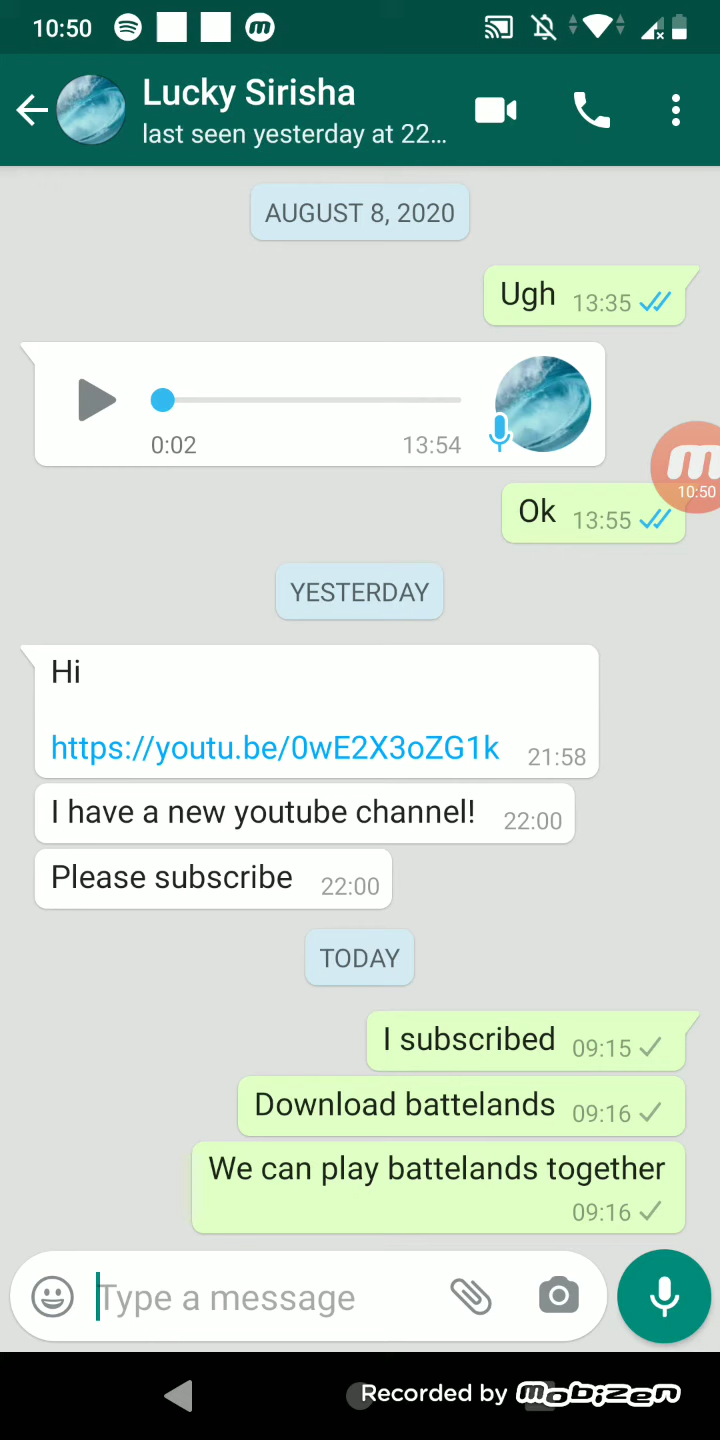 10:50
Lucky Sirisha
last seen yesterday at 22...
AUGUST 8, 2020
Ugh 13:35
0:02 13:54
m
10:50
Ok 13:55
YESTERDAY
Hi
https://youtu.be/0wE2X3oZG1k 21:58
I have a new youtube channel! 22:00
Please subscribe 22:00
TODAY
I subscribed 09:15
Download battelands 09:16
We can play battelands together
09:16
Type a message
Recorded by mobizen